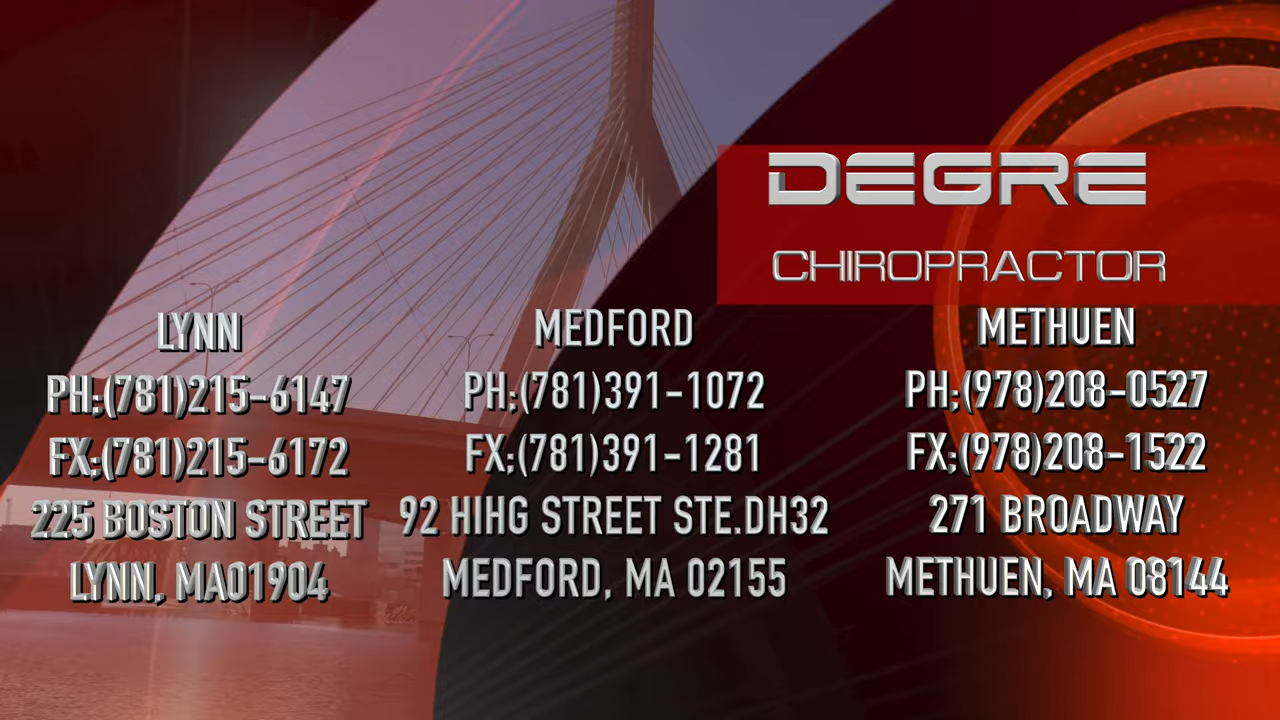 DEGRE
CHIROPRACTOR
LYNN
PH;(781)215-6147
FX;(781)215-6172
225 BOSTON STREET
LYNN, MA01904
MEDFORD
PH;(781)391-1072
FX;(781)391-1281
92 HIHG STREET STE.DH32
MEDFORD, MA 02155
METHUEN
PH;(978)208-0527
FX;(978)208-1522
271 BROADWAY
METHUEN, MA 08144